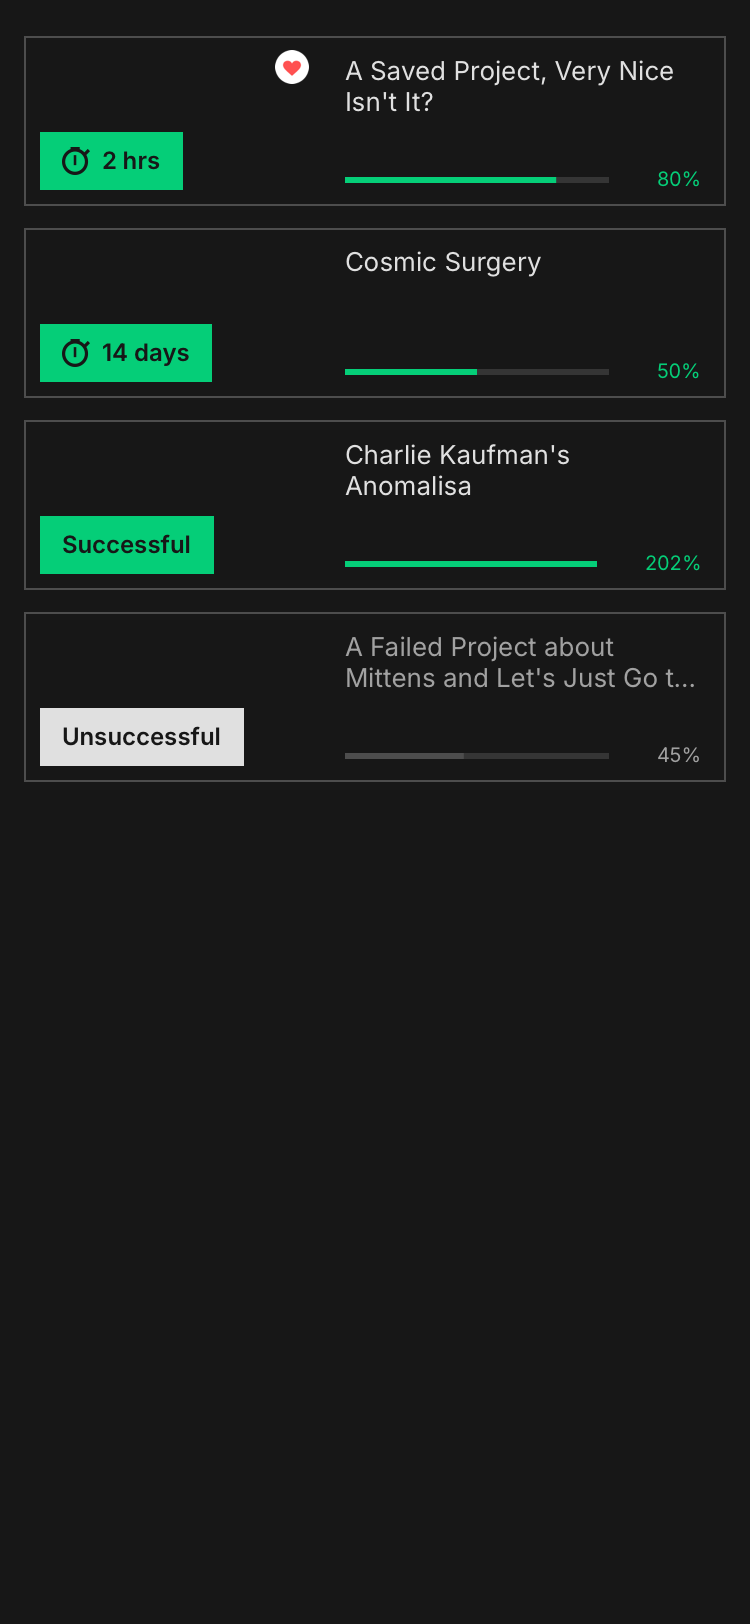 A Saved Project, Very Nice
Isn't It?
2 hrs
80%
Cosmic Surgery
14 days
50%
Charlie Kaufman's
Anomalisa
Successful
202%
A Failed Project about
Mittens and Let's Just Go t...
Unsuccessful
45%